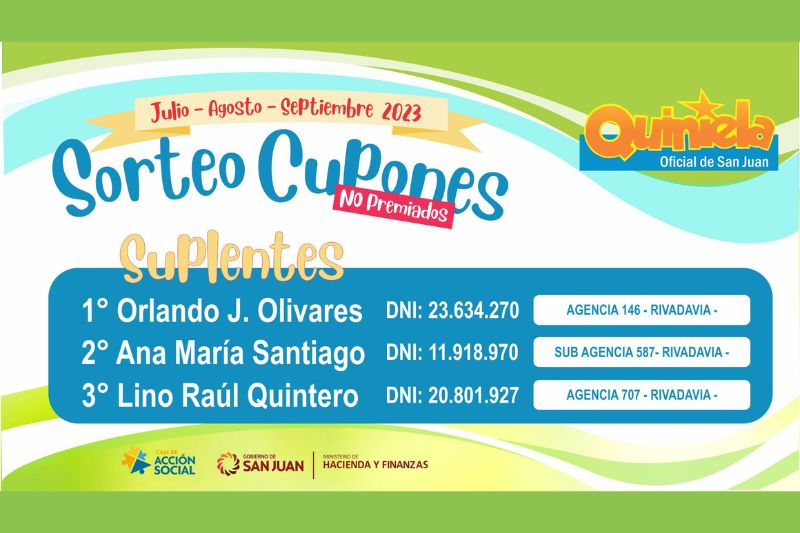 Julio - Agosto - Septiembre 2023
Quiniela
Oficial de San Juan
Sorteo Cupones
NO Premiados
Suplentes
1° Orlando J. Olivares DNI: 23.634.270 AGENCIA 146 - RIVADAVIA -
2° Ana María Santiago DNI: 11.918.970 SUB AGENCIA 587- RIVADAVIA -
3° Lino Raúl Quintero DNI: 20.801.927 AGENCIA 707 - RIVADAVIA -
CAJA DE
ACCIÓN
SOCIAL
GOBIERNO DE
SAN JUAN
MINISTERIO DE
HACIENDA Y FINANZAS